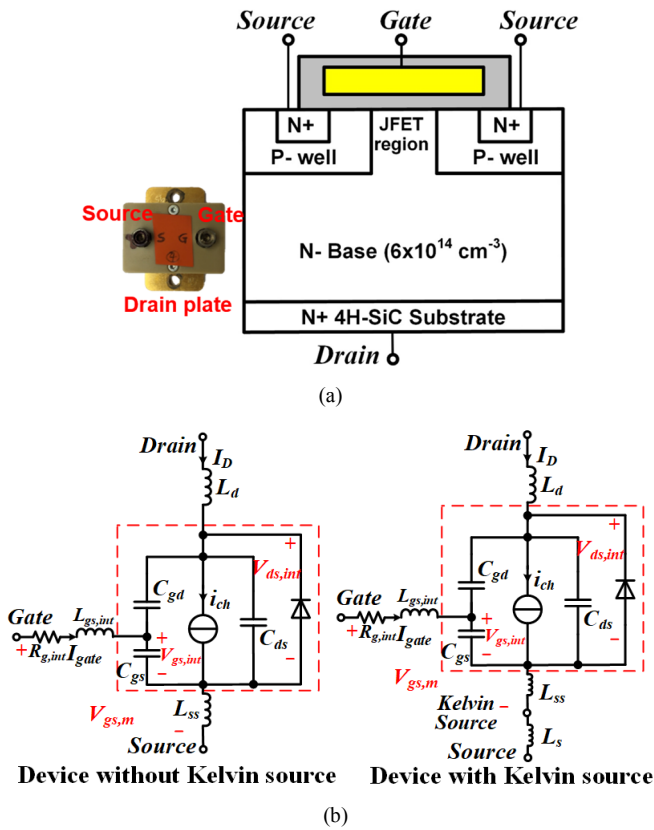 Source Gate Source
N+ JFET region N+
P- well P- well
Source Gate
S G
N- Base (6x10¹⁴ cm⁻³)
Drain plate
N+ 4H-SiC Substrate
Drain
(a)
Drain
I_D
L_d
V_ds,int
C_gd
i_ch
L_gs,int
Gate
C_ds
R_g,int
I_gate
V_gs,int
C_gs
L_ss
V_gs,m
Source
Device without Kelvin source
Drain
I_D
L_d
V_ds,int
C_gd
i_ch
L_gs,int
Gate
C_ds
R_g,int
I_gate
V_gs,int
C_gs
V_gs,m
L_ss
Kelvin
Source
L_s
Source
Device with Kelvin source
(b)